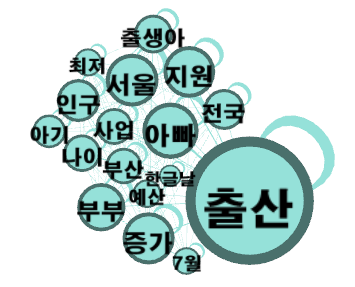 출생아
최저
서울
지원
인구
전국
아기
사업
아빠
나이
부산
한글날
예산
부부
출산
증가
7월